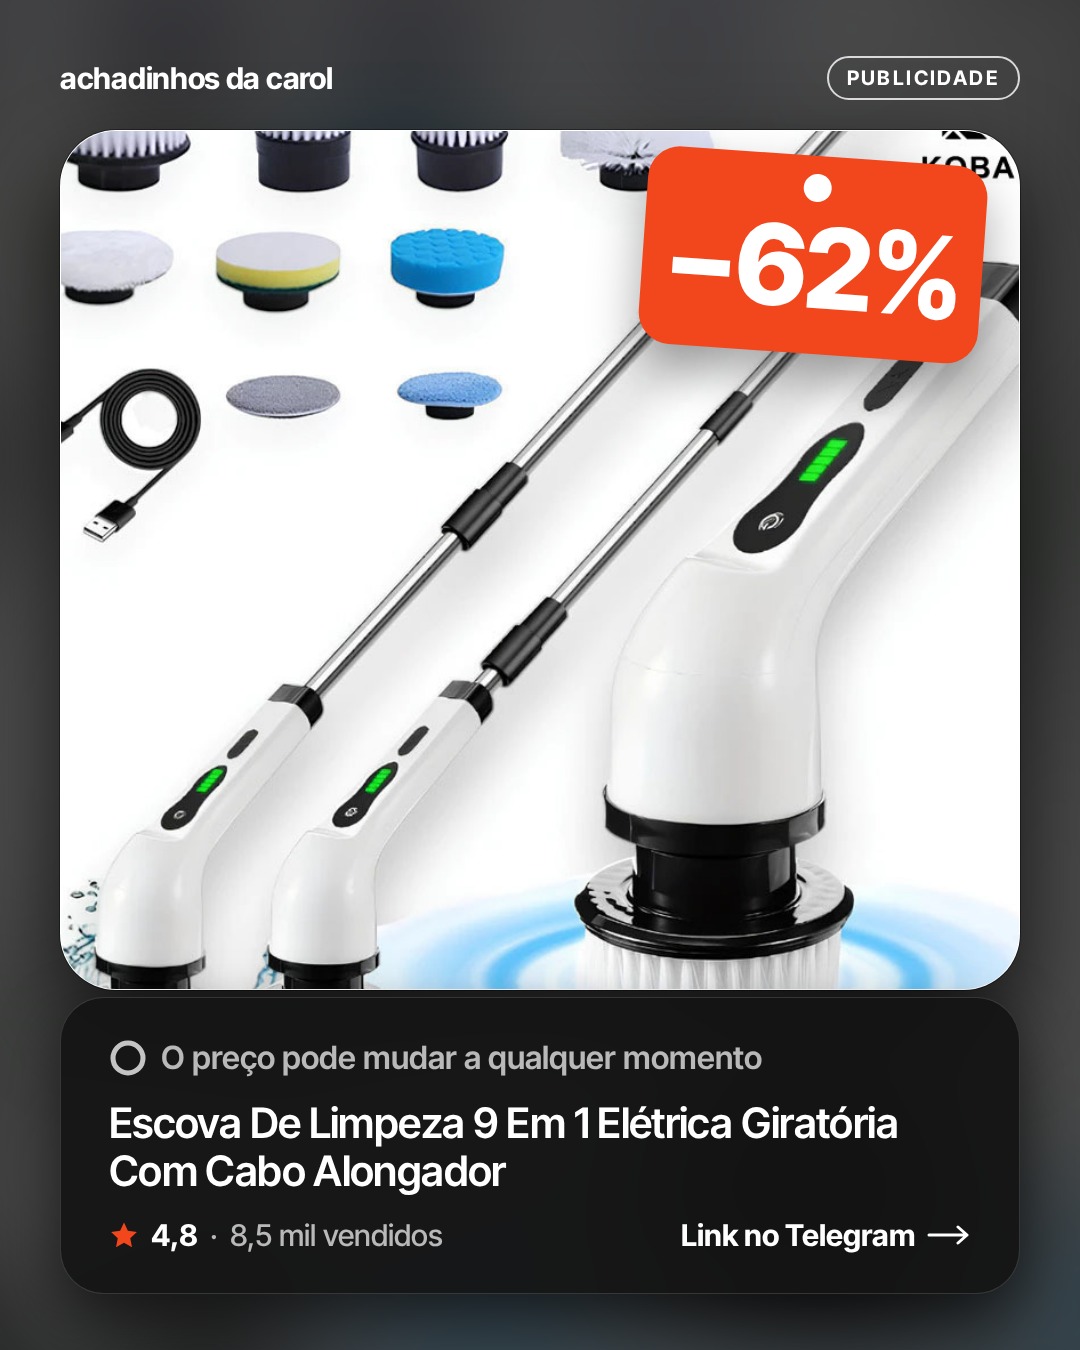 achadinhos da carol
PUBLICIDADE
KOBA
–62%
O preço pode mudar a qualquer momento
Escova De Limpeza 9 Em 1 Elétrica Giratória
Com Cabo Alongador
4,8 · 8,5 mil vendidos
Link no Telegram →